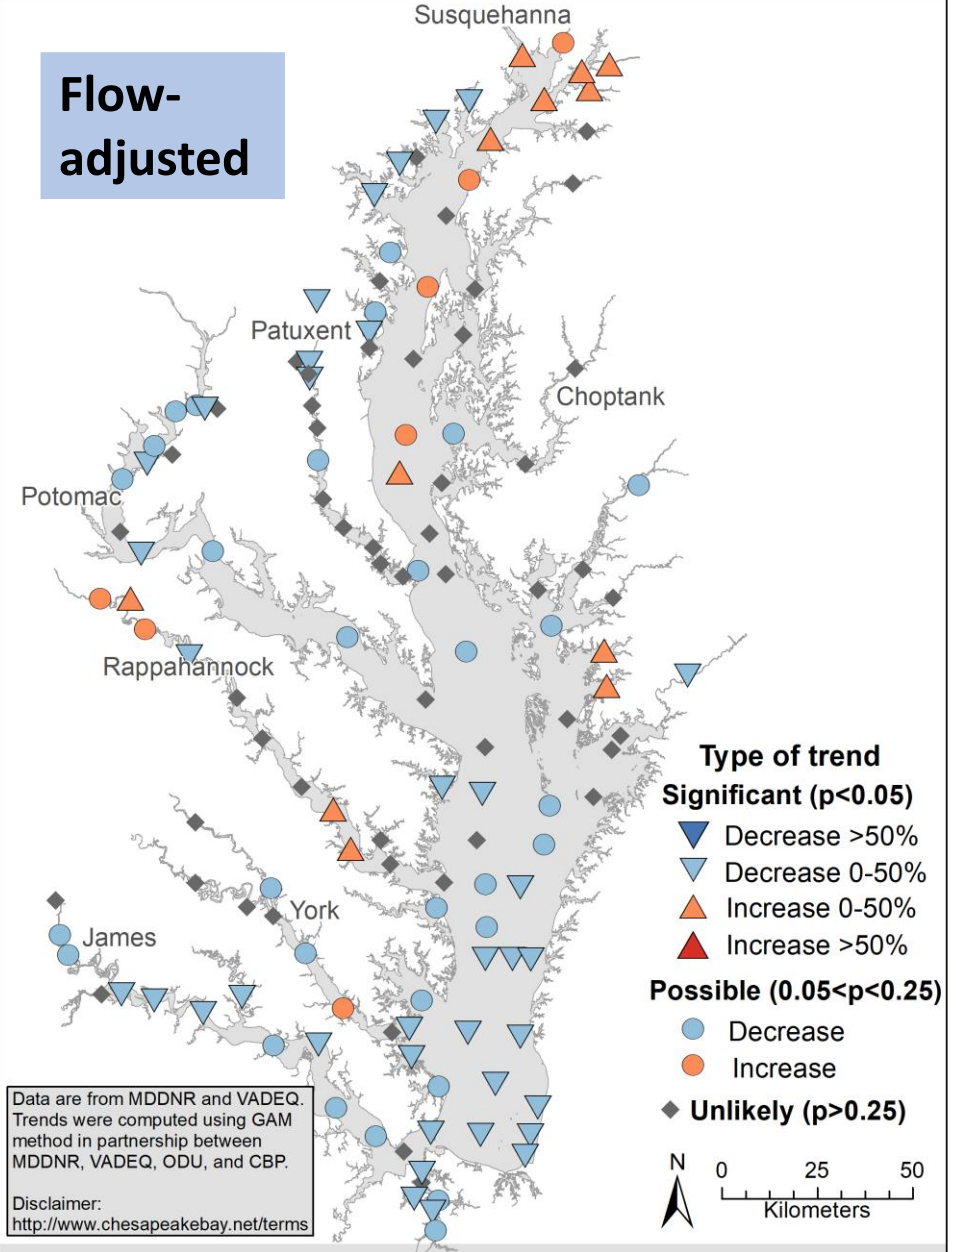 Susquehanna
Flow-
adjusted
Patuxent
Choptank
Potomac
Rappahannock
York
James
Type of trend
Significant (p<0.05)
Decrease >50%
Decrease 0-50%
Increase 0-50%
Increase >50%
Possible (0.05<p<0.25)
Decrease
Increase
Unlikely (p>0.25)
Data are from MDDNR and VADEQ.
Trends were computed using GAM
method in partnership between
MDDNR, VADEQ, ODU, and CBP.
Disclaimer:
http://www.chesapeakebay.net/terms
N
0 25 50
Kilometers